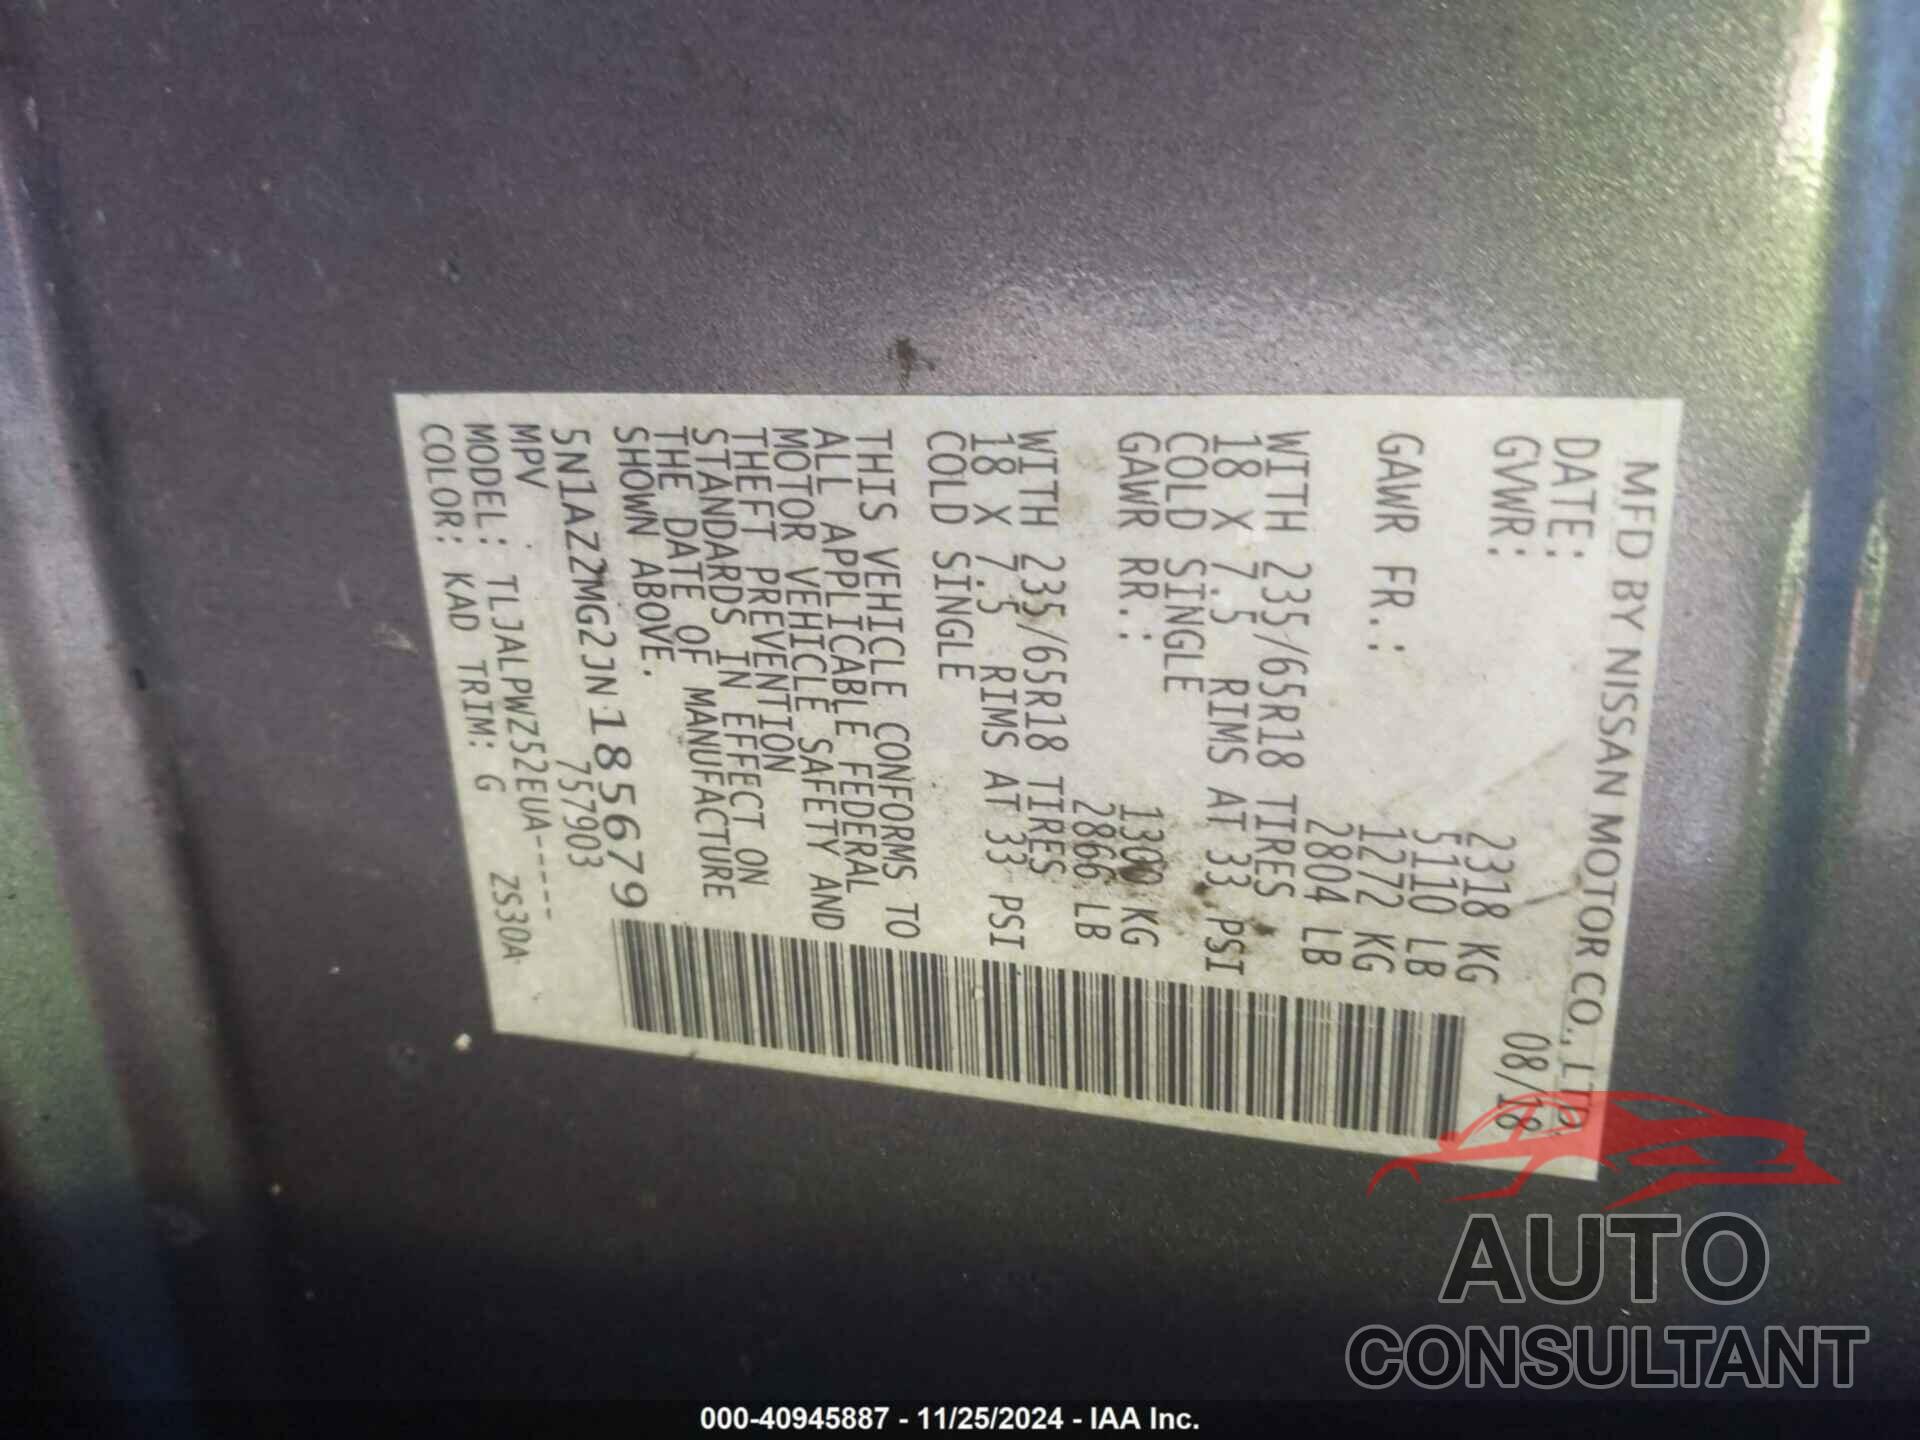 MFD BY NISSAN MOTOR CO., LTD.
DATE: 08/18
GVWR: 2318 KG
5110 LB
GAWR FR.: 1272 KG
2804 LB
WITH 235/65R18 TIRES
18 X 7.5 RIMS AT 33 PSI
COLD SINGLE
GAWR RR.: 1300 KG
2866 LB
WITH 235/65R18 TIRES
18 X 7.5 RIMS AT 33 PSI
COLD SINGLE
THIS VEHICLE CONFORMS TO
ALL APPLICABLE FEDERAL
MOTOR VEHICLE SAFETY AND
THEFT PREVENTION
STANDARDS IN EFFECT ON
THE DATE OF MANUFACTURE
SHOWN ABOVE.
5N1AZ2MG2JN185679
MPV 757903
MODEL: TLJALPWZ52EUA-----
COLOR: KAD TRIM: G ZS30A
AUTO
CONSULTANT
000-40945887 - 11/25/2024 - IAA Inc.